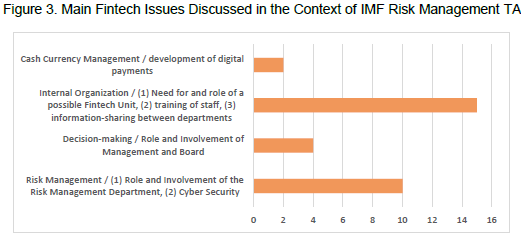 Figure 3. Main Fintech Issues Discussed in the Context of IMF Risk Management TA
Cash Currency Management / development of digital
payments
Internal Organization / (1) Need for and role of a
possible Fintech Unit, (2) training of staff, (3)
information-sharing between departments
Decision-making / Role and Involvement of
Management and Board
Risk Management / (1) Role and Involvement of the
Risk Management Department, (2) Cyber Security
0 2 4 6 8 10 12 14 16